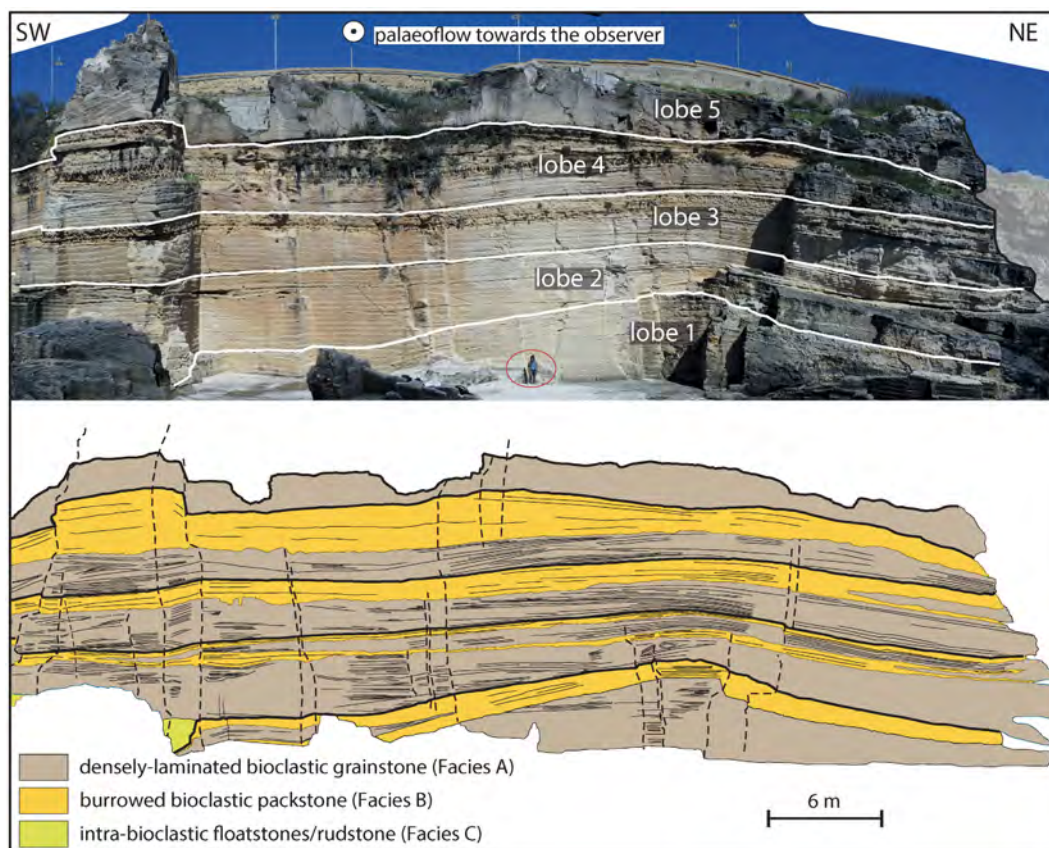 SW
palaeoflow towards the observer
NE
lobe 5
lobe 4
lobe 3
lobe 2
lobe 1
densely-laminated bioclastic grainstone (Facies A)
burrowed bioclastic packstone (Facies B)
intra-bioclastic floatstones/rudstone (Facies C)
6 m